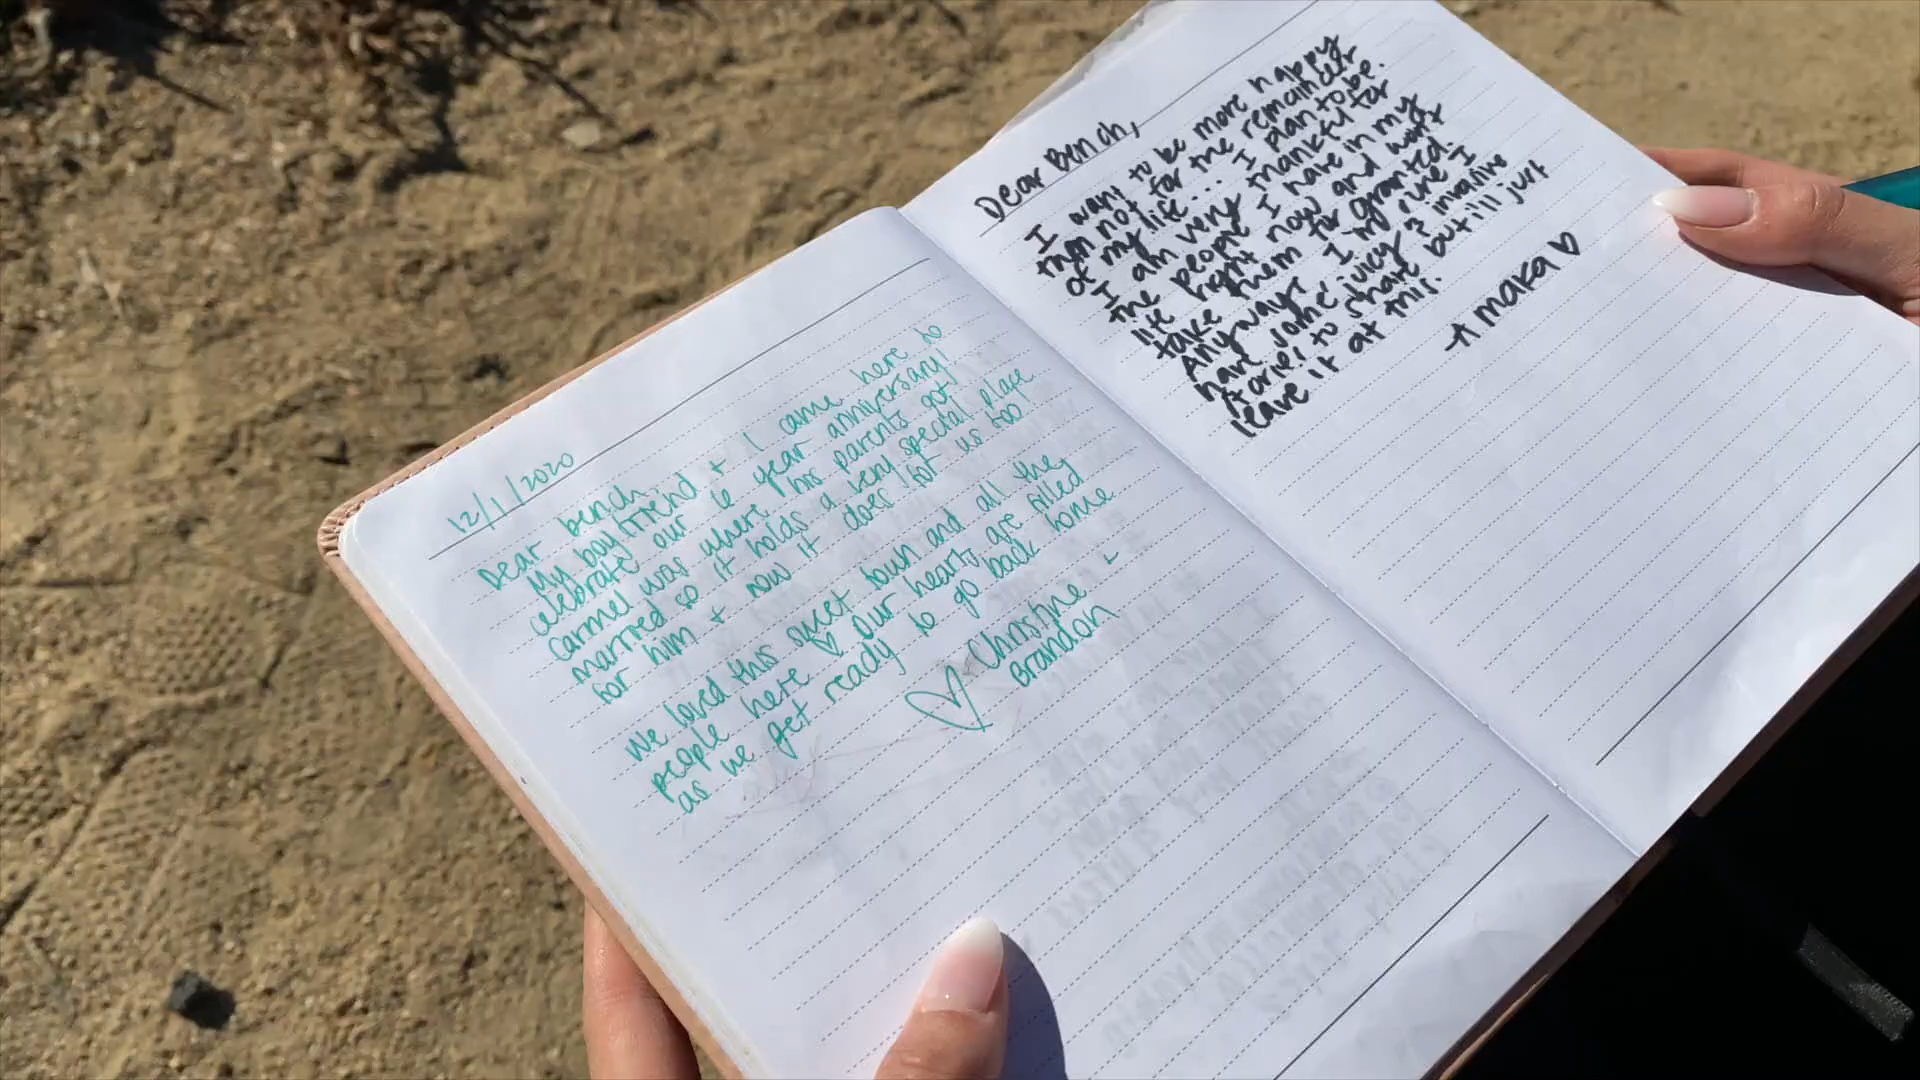 12/1/2020
Dear bench,
My boyfriend + I came here to
celebrate our 6 year anniversary!
Carmel was where his parents got
married so it holds a very special place
for him + now it does for us too!
We loved this sweet town and all the
people here ♡ Our hearts are filled
as we get ready to go back home
♡ Christine +
Brandon
Dear Bench,
I want to be more happy
than not for the remainder
of my life... I plan to be.
I am very thankful for
the people I have in my
life right now and won't
take them for granted.
Anyways I'm sure I
have some juicy &
stories to share but ill just
leave it at this.
maka ♡